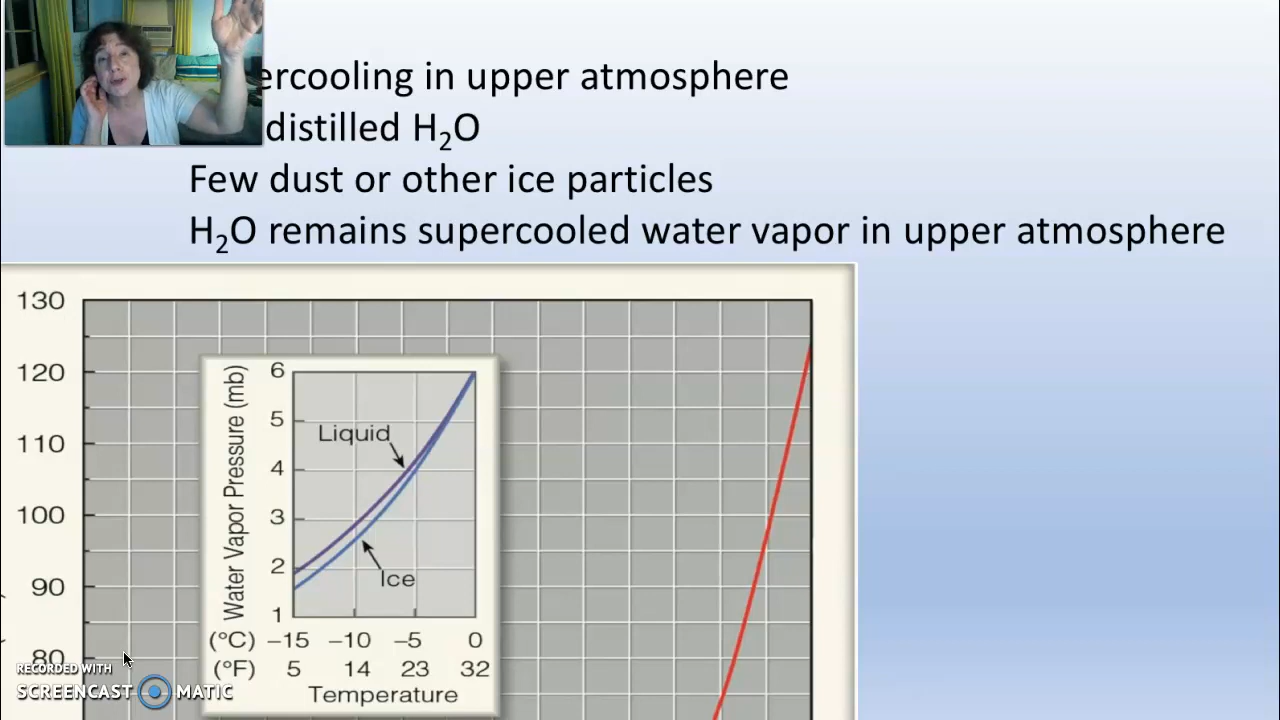 ercooling in upper atmosphere
distilled H₂O
Few dust or other ice particles
H₂O remains supercooled water vapor in upper atmosphere
130
120
110
100
90
80
Water Vapor Pressure (mb)
6
5
4
3
2
1
Liquid
Ice
(°C) −15 −10 −5 0
(°F) 5 14 23 32
Temperature
RECORDED WITH
SCREENCAST MATIC